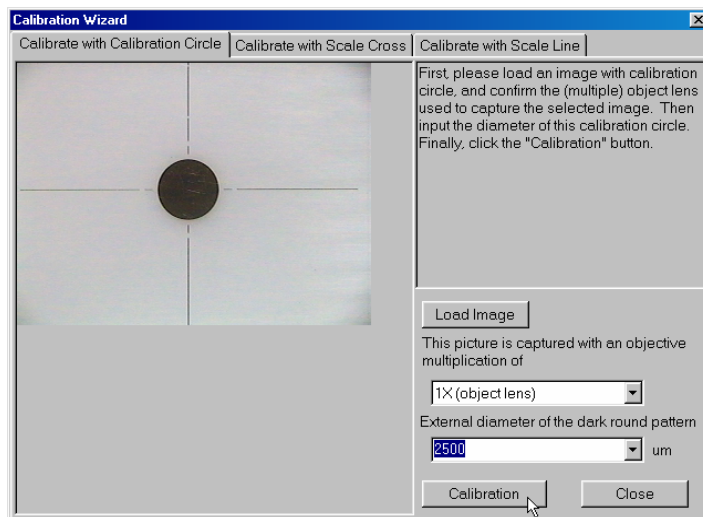 Calibration Wizard
Calibrate with Calibration Circle
Calibrate with Scale Cross
Calibrate with Scale Line
First, please load an image with calibration
circle, and confirm the (multiple) object lens
used to capture the selected image. Then
input the diameter of this calibration circle.
Finally, click the "Calibration" button.
Load Image
This picture is captured with an objective
multiplication of
1X (object lens)
External diameter of the dark round pattern
2500 um
Calibration
Close